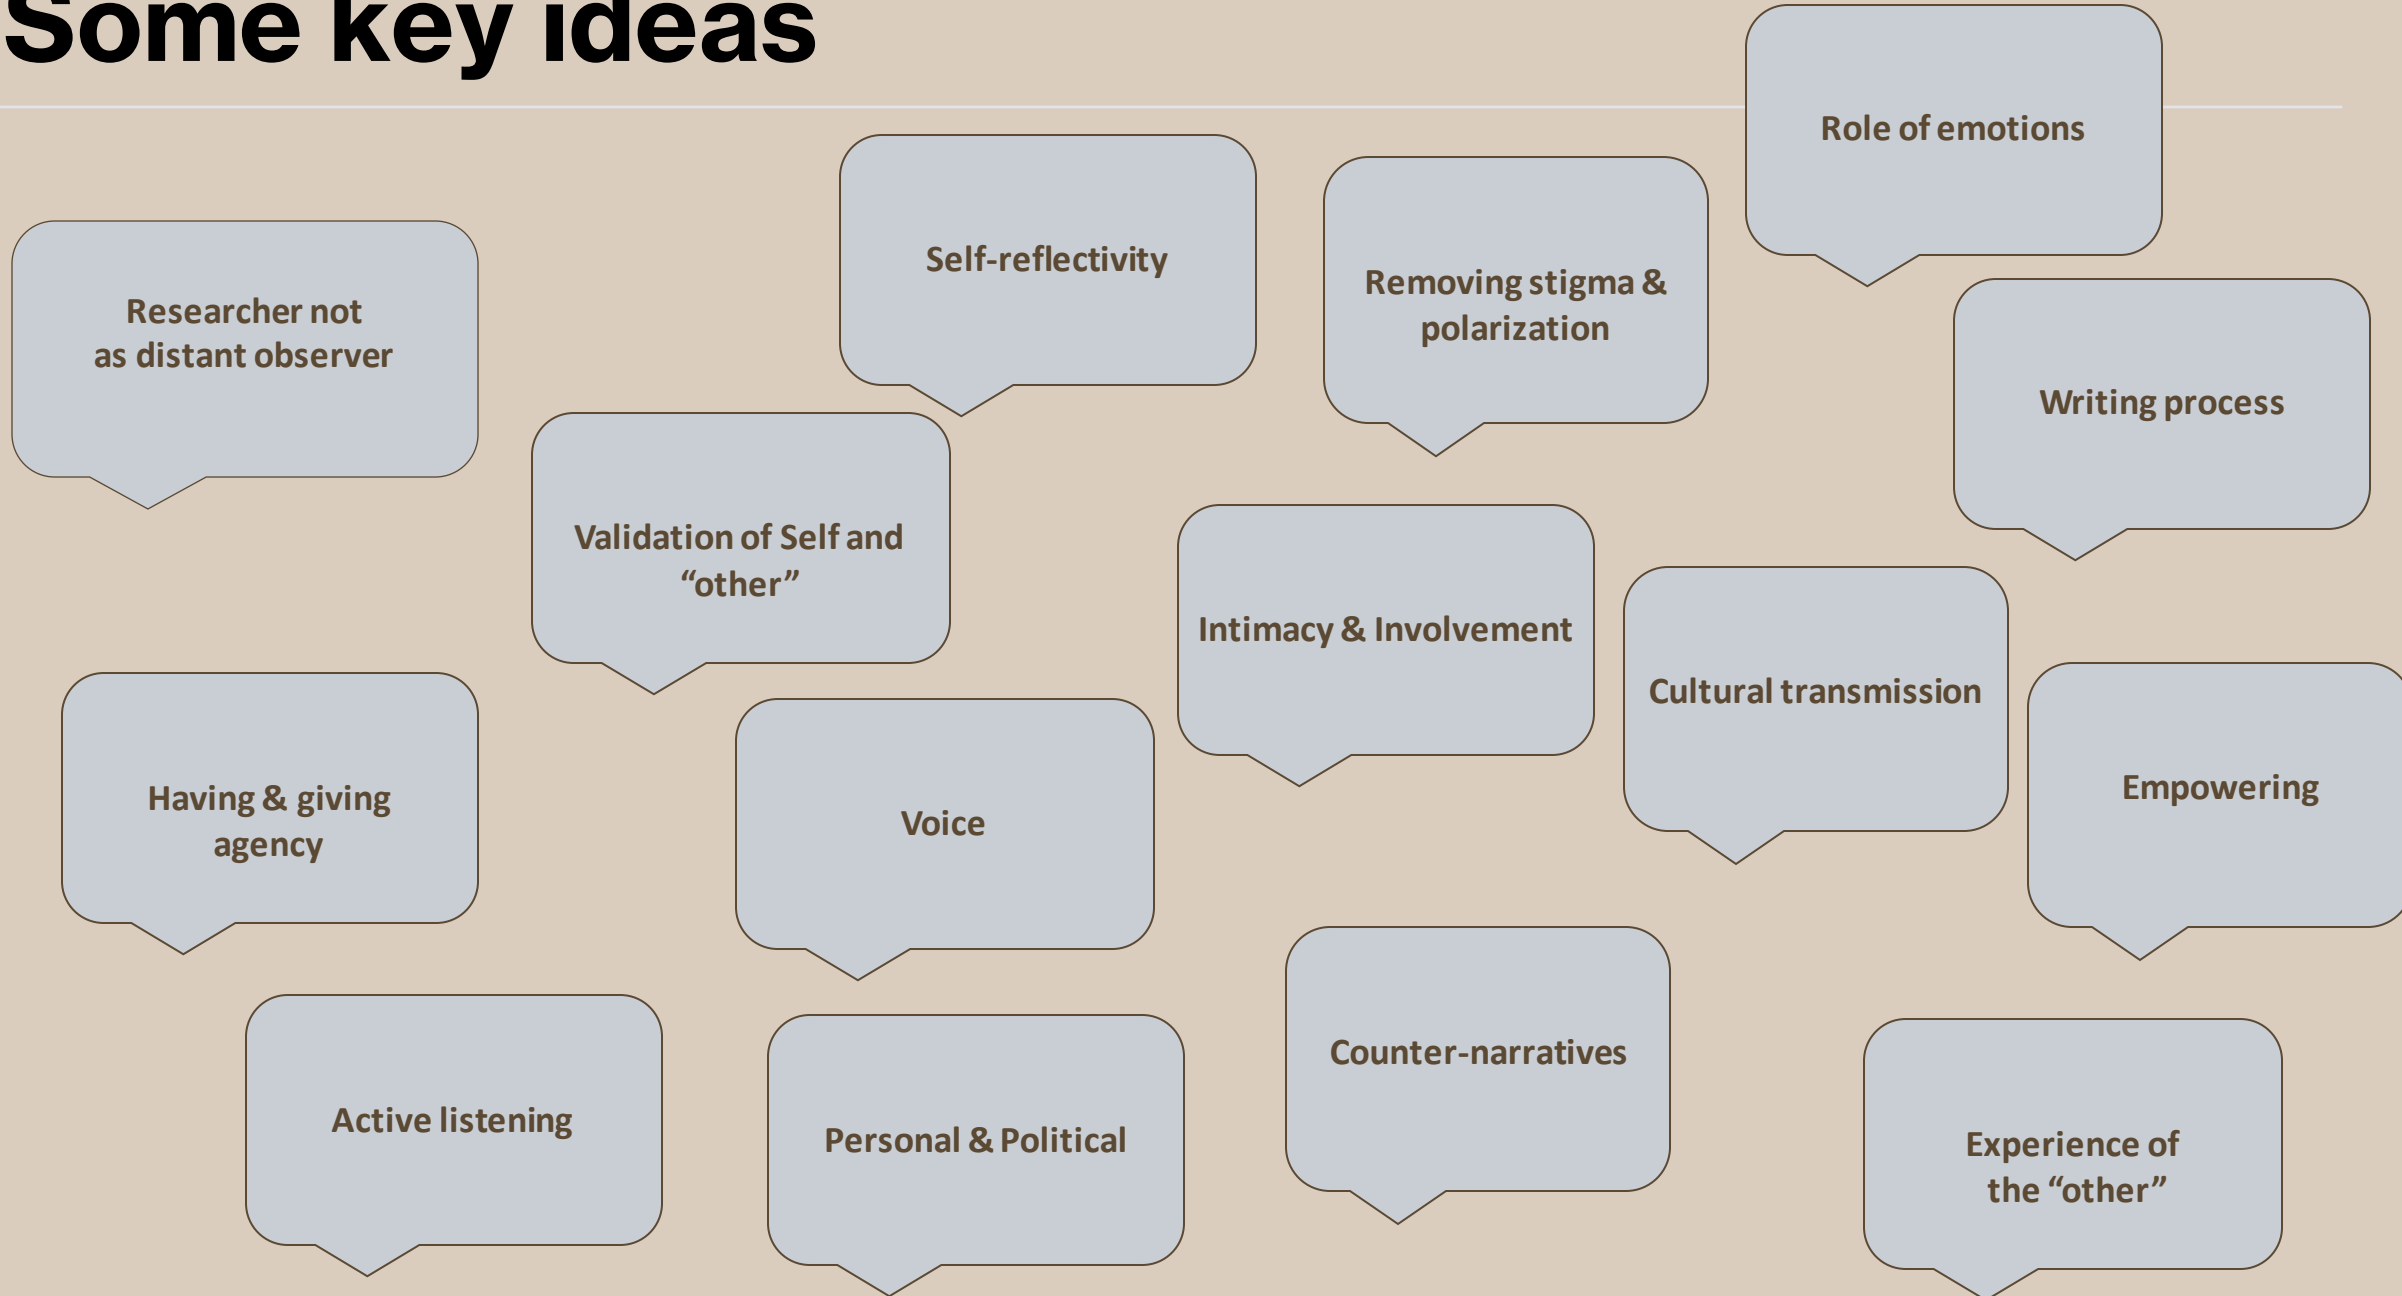 Some key ideas
Role of emotions
Self-reflectivity
Removing stigma &
polarization
Researcher not
as distant observer
Writing process
Validation of Self and
“other”
Intimacy & Involvement
Cultural transmission
Empowering
Having & giving
agency
Voice
Counter-narratives
Active listening
Personal & Political
Experience of
the “other”